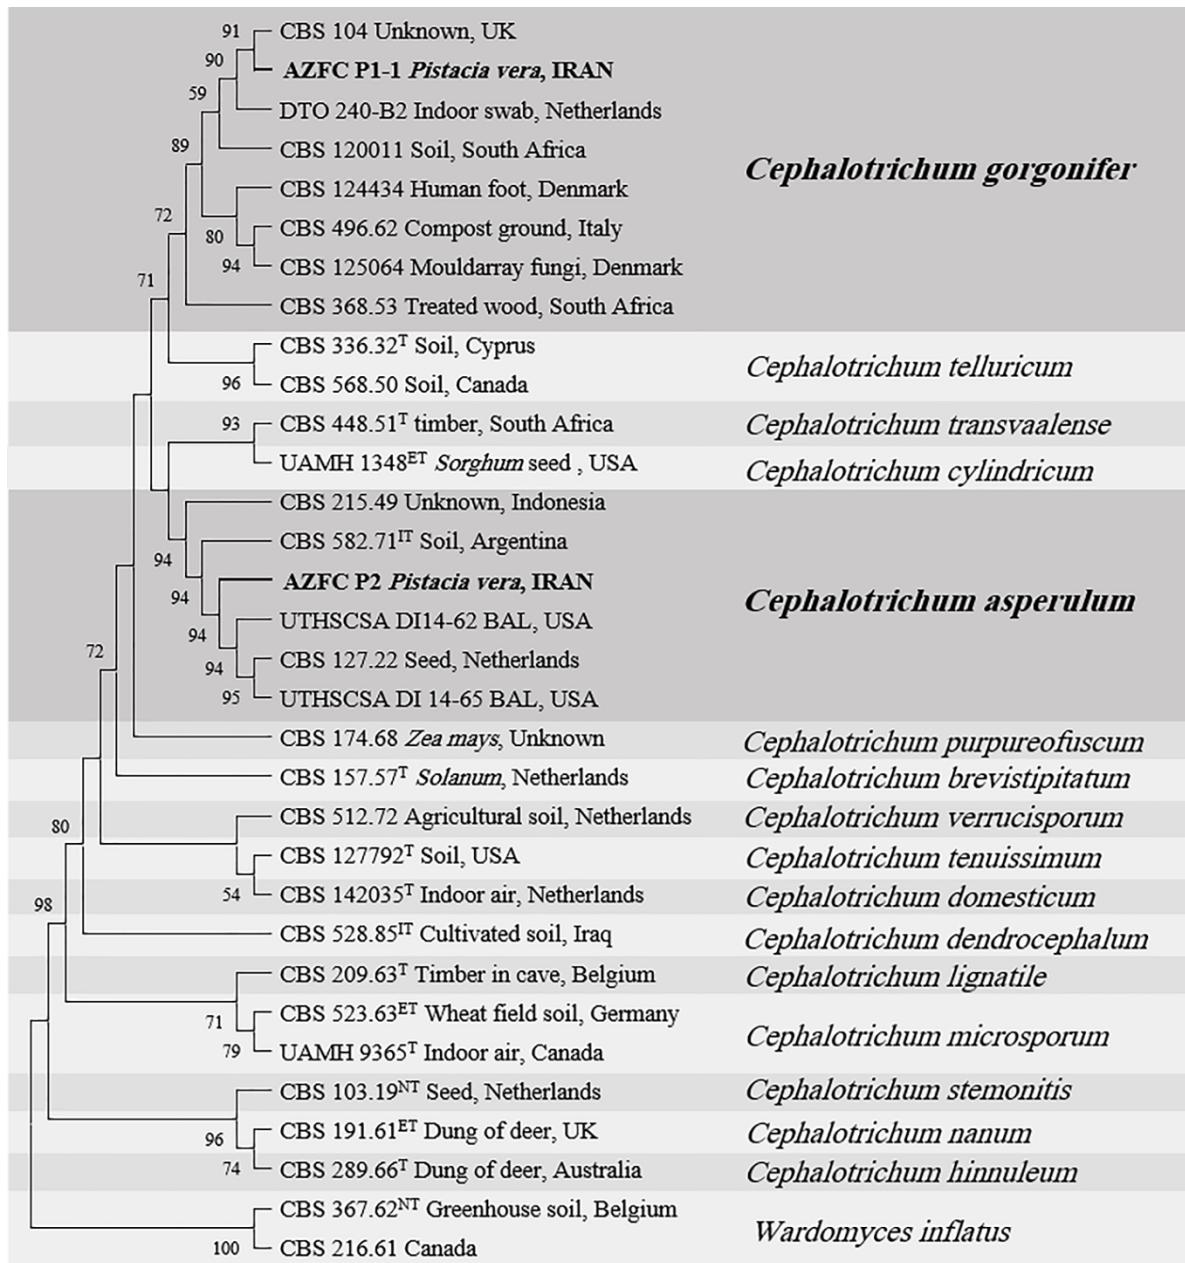 91 CBS 104 Unknown, UK
90 AZFC P1-1 Pistacia vera, IRAN
59 DTO 240-B2 Indoor swab, Netherlands
89 CBS 120011 Soil, South Africa
Cephalotrichum gorgonifer
CBS 124434 Human foot, Denmark
72 80 CBS 496.62 Compost ground, Italy
94 CBS 125064 Mouldarray fungi, Denmark
71 CBS 368.53 Treated wood, South Africa
CBS 336.32T Soil, Cyprus
Cephalotrichum telluricum
96 CBS 568.50 Soil, Canada
93 CBS 448.51T timber, South Africa Cephalotrichum transvaalense
UAMH 1348ET Sorghum seed , USA Cephalotrichum cylindricum
CBS 215.49 Unknown, Indonesia
94 CBS 582.71IT Soil, Argentina
94 AZFC P2 Pistacia vera, IRAN
Cephalotrichum asperulum
94 UTHSCSA DI14-62 BAL, USA
72 94 CBS 127.22 Seed, Netherlands
95 UTHSCSA DI 14-65 BAL, USA
CBS 174.68 Zea mays, Unknown Cephalotrichum purpureofuscum
CBS 157.57T Solanum, Netherlands Cephalotrichum brevistipitatum
80 CBS 512.72 Agricultural soil, Netherlands Cephalotrichum verrucisporum
CBS 127792T Soil, USA Cephalotrichum tenuissimum
54 CBS 142035T Indoor air, Netherlands Cephalotrichum domesticum
98 CBS 528.85IT Cultivated soil, Iraq Cephalotrichum dendrocephalum
CBS 209.63T Timber in cave, Belgium Cephalotrichum lignatile
71 CBS 523.63ET Wheat field soil, Germany
Cephalotrichum microsporum
79 UAMH 9365T Indoor air, Canada
CBS 103.19NT Seed, Netherlands Cephalotrichum stemonitis
96 CBS 191.61ET Dung of deer, UK Cephalotrichum nanum
74 CBS 289.66T Dung of deer, Australia Cephalotrichum hinnuleum
CBS 367.62NT Greenhouse soil, Belgium
Wardomyces inflatus
100 CBS 216.61 Canada